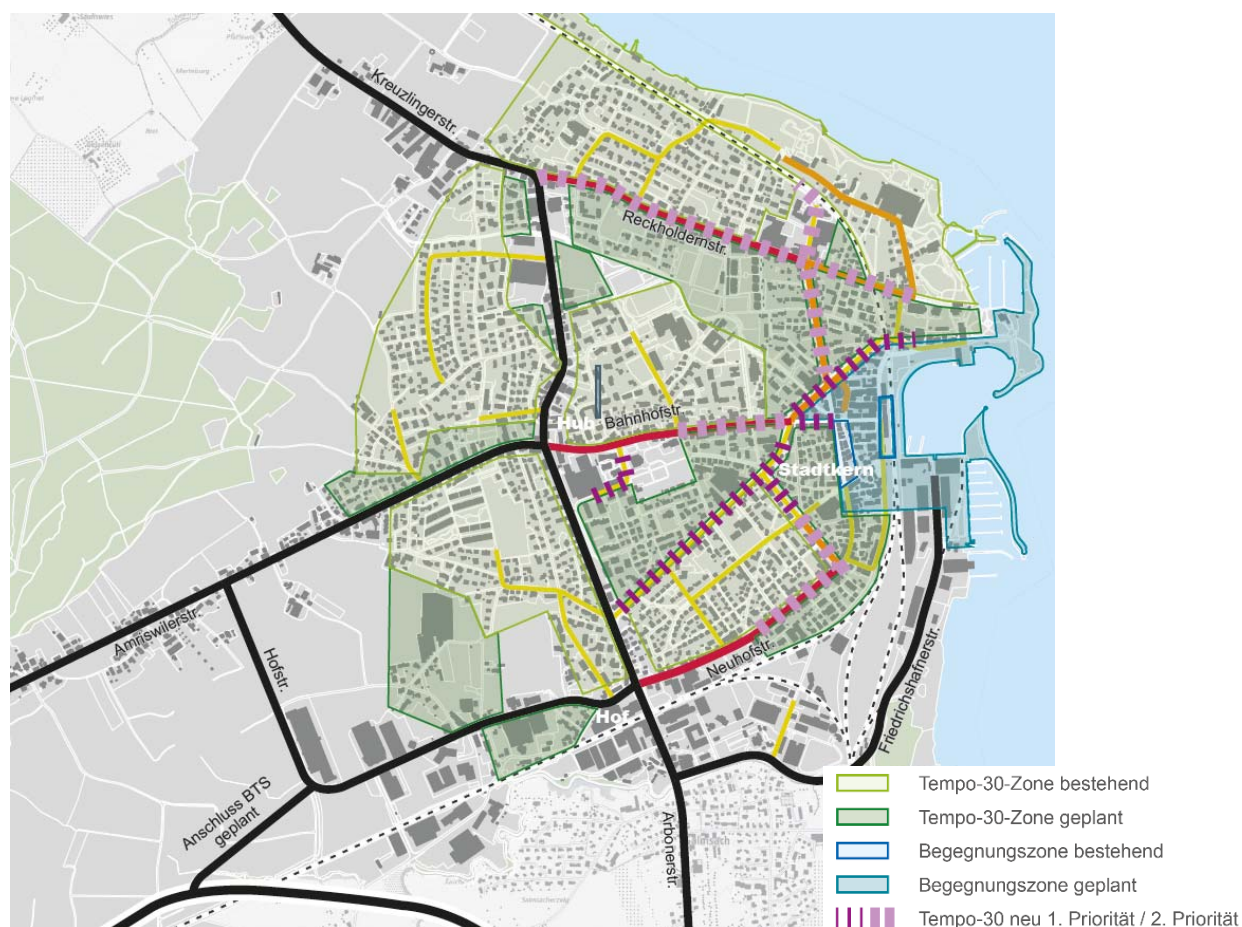 Kreuzlingerstr.
Reckholdernstr.
Hub
Bahnhofstr.
Stadtkern
Amriswilerstr.
Hofstr.
Neuhofstr.
Hof
Friedrichshafnerstr.
Anschluss BTS
geplant
Arbonerstr.
Tempo-30-Zone bestehend
Tempo-30-Zone geplant
Begegnungszone bestehend
Begegnungszone geplant
Tempo-30 neu 1. Priorität / 2. Priorität